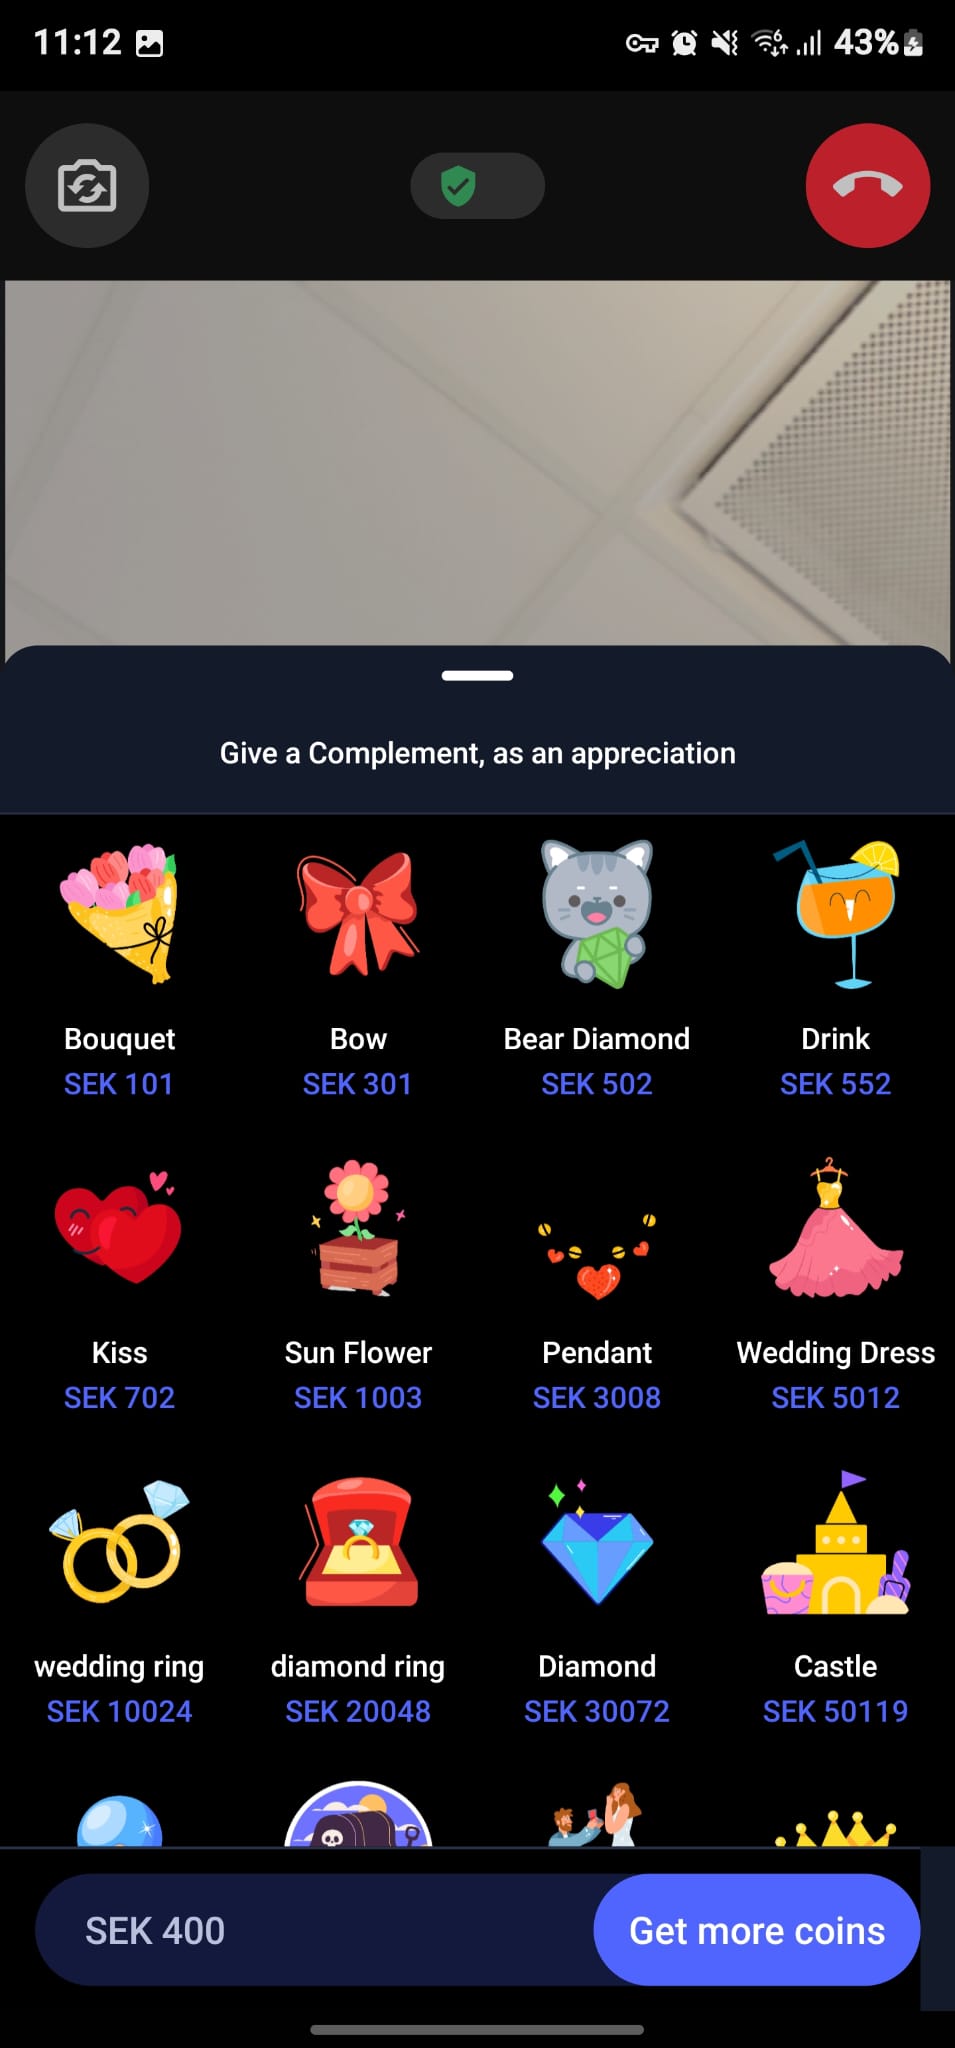 11:12
6
43%
Give a Complement, as an appreciation
Bouquet
SEK 101
Bow
SEK 301
Bear Diamond
SEK 502
Drink
SEK 552
Kiss
SEK 702
Sun Flower
SEK 1003
Pendant
SEK 3008
Wedding Dress
SEK 5012
wedding ring
SEK 10024
diamond ring
SEK 20048
Diamond
SEK 30072
Castle
SEK 50119
SEK 400
Get more coins